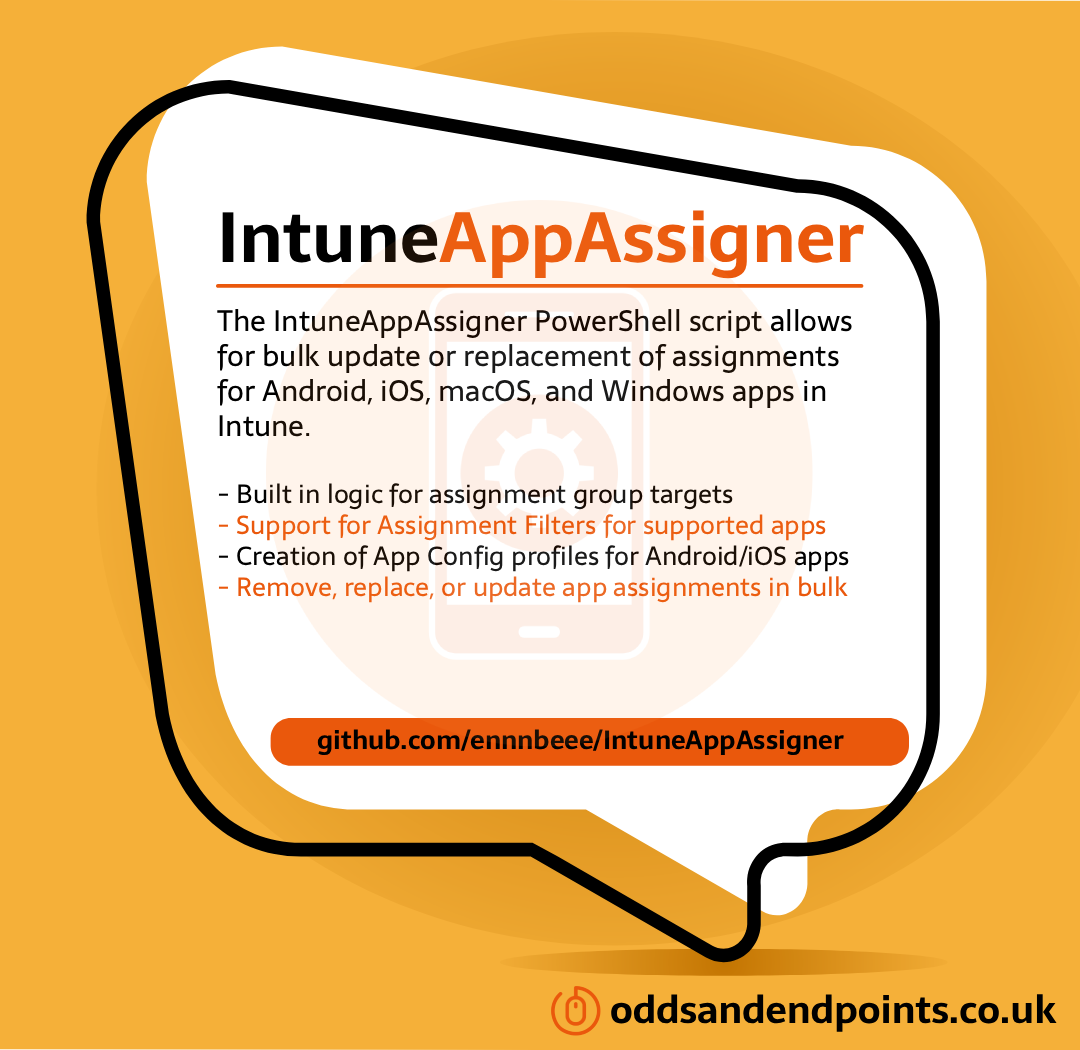 IntuneAppAssigner
The IntuneAppAssigner PowerShell script allows
for bulk update or replacement of assignments
for Android, iOS, macOS, and Windows apps in
Intune.
- Built in logic for assignment group targets
- Support for Assignment Filters for supported apps
- Creation of App Config profiles for Android/iOS apps
- Remove, replace, or update app assignments in bulk
github.com/ennnbeee/IntuneAppAssigner
oddsandendpoints.co.uk